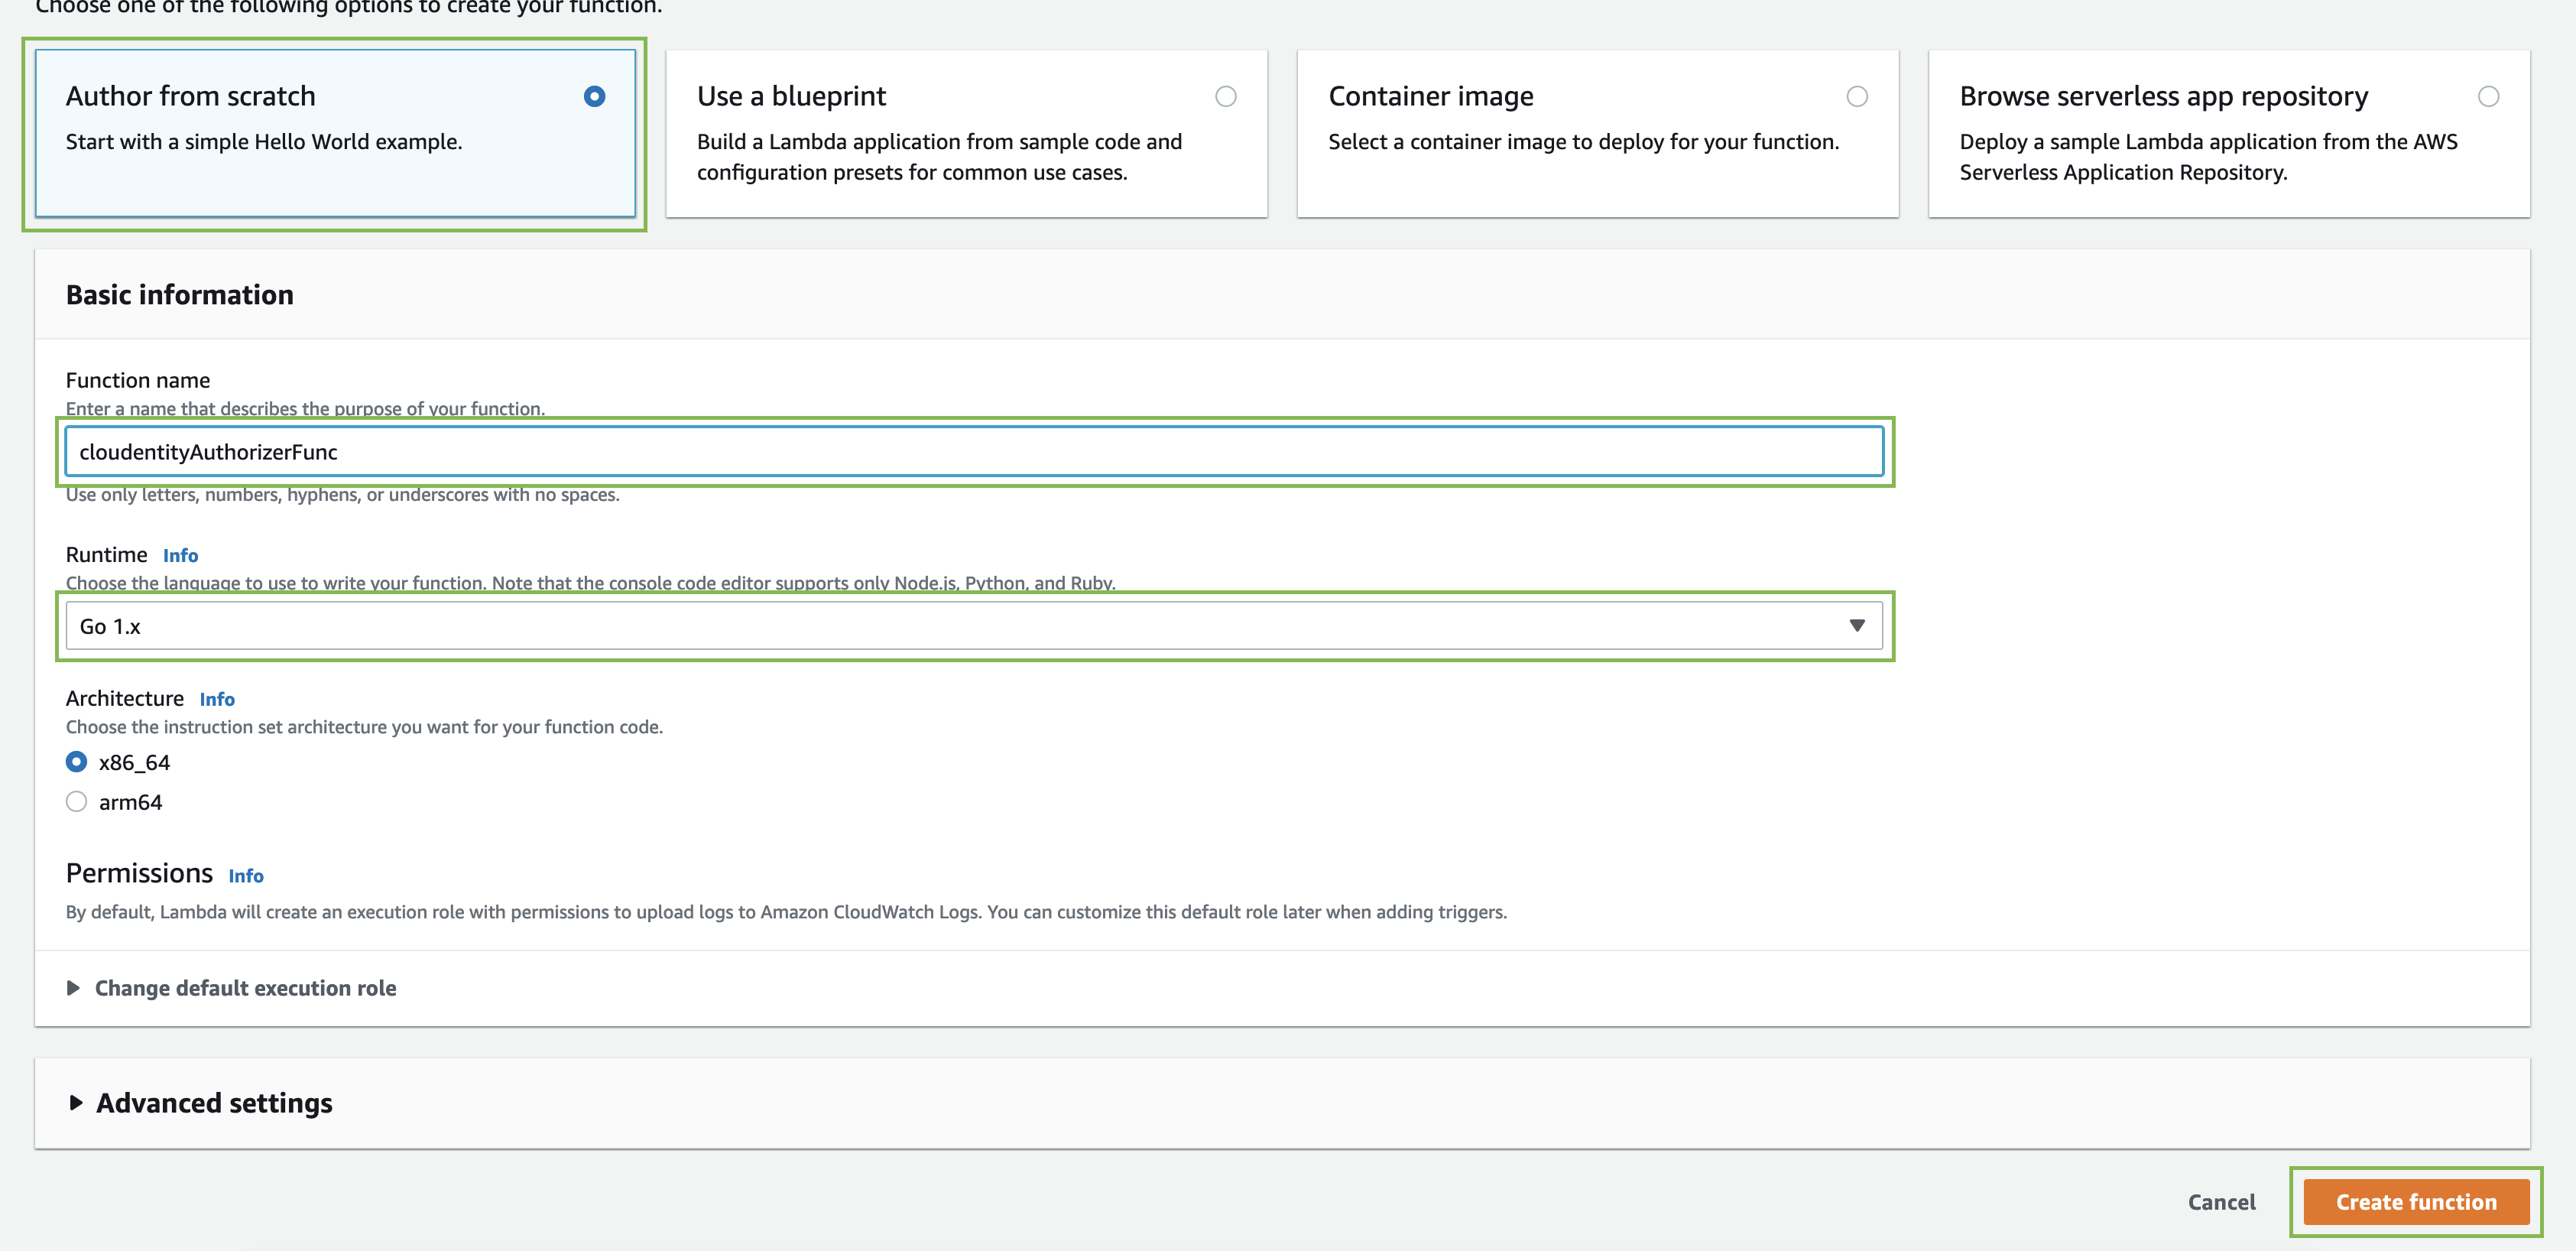 Choose one of the following options to create your function.
Author from scratch
Start with a simple Hello World example.
Use a blueprint
Build a Lambda application from sample code and
configuration presets for common use cases.
Container image
Select a container image to deploy for your function.
Browse serverless app repository
Deploy a sample Lambda application from the AWS
Serverless Application Repository.
Basic information
Function name
Enter a name that describes the purpose of your function.
cloudentityAuthorizerFunc
Use only letters, numbers, hyphens, or underscores with no spaces.
Runtime Info
Choose the language to use to write your function. Note that the console code editor supports only Node.js, Python, and Ruby.
Go 1.x
Architecture Info
Choose the instruction set architecture you want for your function code.
x86_64
arm64
Permissions Info
By default, Lambda will create an execution role with permissions to upload logs to Amazon CloudWatch Logs. You can customize this default role later when adding triggers.
Change default execution role
Advanced settings
Cancel
Create function